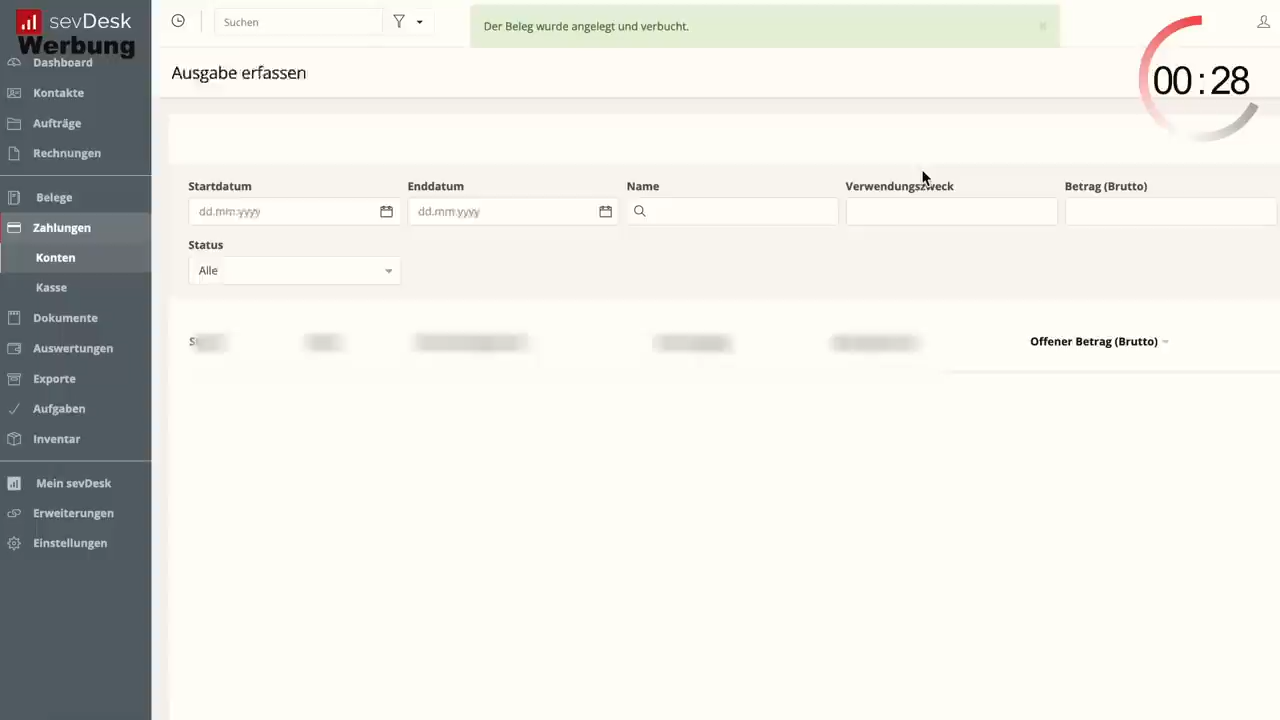 sevDesk
Werbung
Dashboard
Kontakte
Aufträge
Rechnungen
Belege
Zahlungen
Konten
Kasse
Dokumente
Auswertungen
Exporte
Aufgaben
Inventar
Mein sevDesk
Erweiterungen
Einstellungen
Suchen
Der Beleg wurde angelegt und verbucht.
00:28
Ausgabe erfassen
Startdatum Enddatum Name Verwendungszweck Betrag (Brutto)
dd.mm.yyyy dd.mm.yyyy
Status
Alle
Offener Betrag (Brutto)